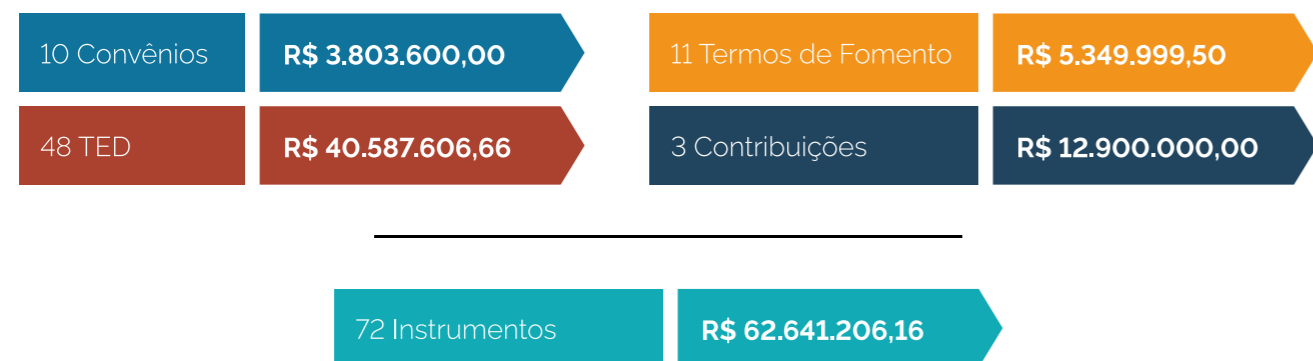 10 Convênios R$ 3.803.600,00
11 Termos de Fomento R$ 5.349.999,50
48 TED R$ 40.587.606,66
3 Contribuições R$ 12.900.000,00
72 Instrumentos R$ 62.641.206,16